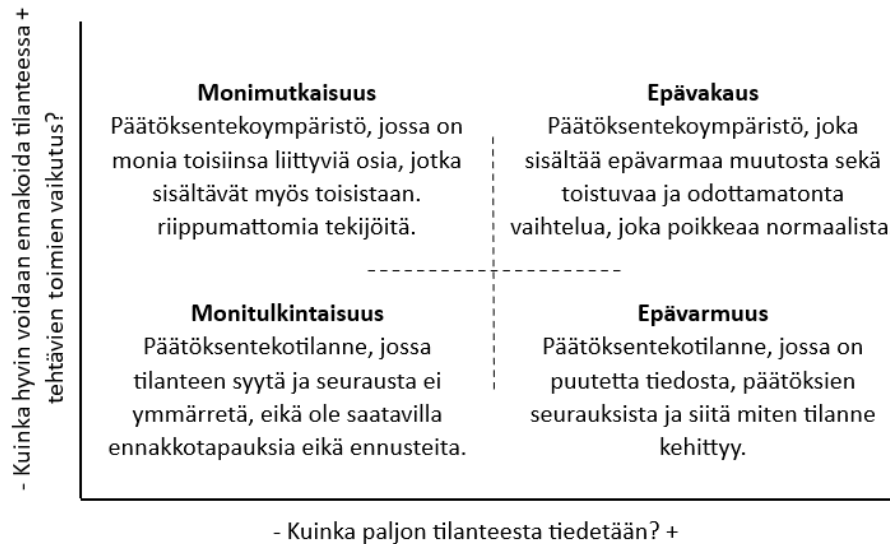 - Kuinka hyvin voidaan ennakoida tilanteessa +
tehtävien toimien vaikutus?
Monimutkaisuus
Päätöksentekoympäristö, jossa on
monia toisiinsa liittyviä osia, jotka
sisältävät myös toisistaan.
riippumattomia tekijöitä.
Epävakaus
Päätöksentekoympäristö, joka
sisältää epävarmaa muutosta sekä
toistuvaa ja odottamatonta
vaihtelua, joka poikkeaa normaalista
Monitulkintaisuus
Päätöksentekotilanne, jossa
tilanteen syytä ja seurausta ei
ymmärretä, eikä ole saatavilla
ennakkotapauksia eikä ennusteita.
Epävarmuus
Päätöksentekotilanne, jossa on
puutetta tiedosta, päätöksien
seurauksista ja siitä miten tilanne
kehittyy.
- Kuinka paljon tilanteesta tiedetään? +